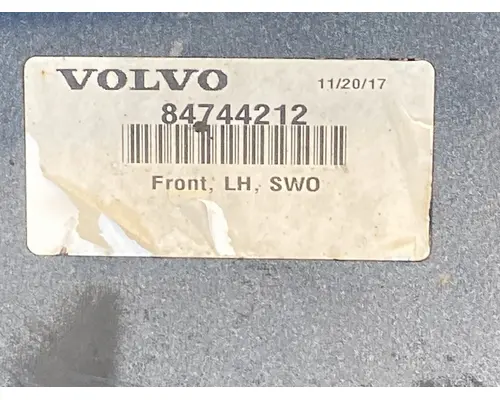 VOLVO 11/20/17
84744212
Front, LH, SWO